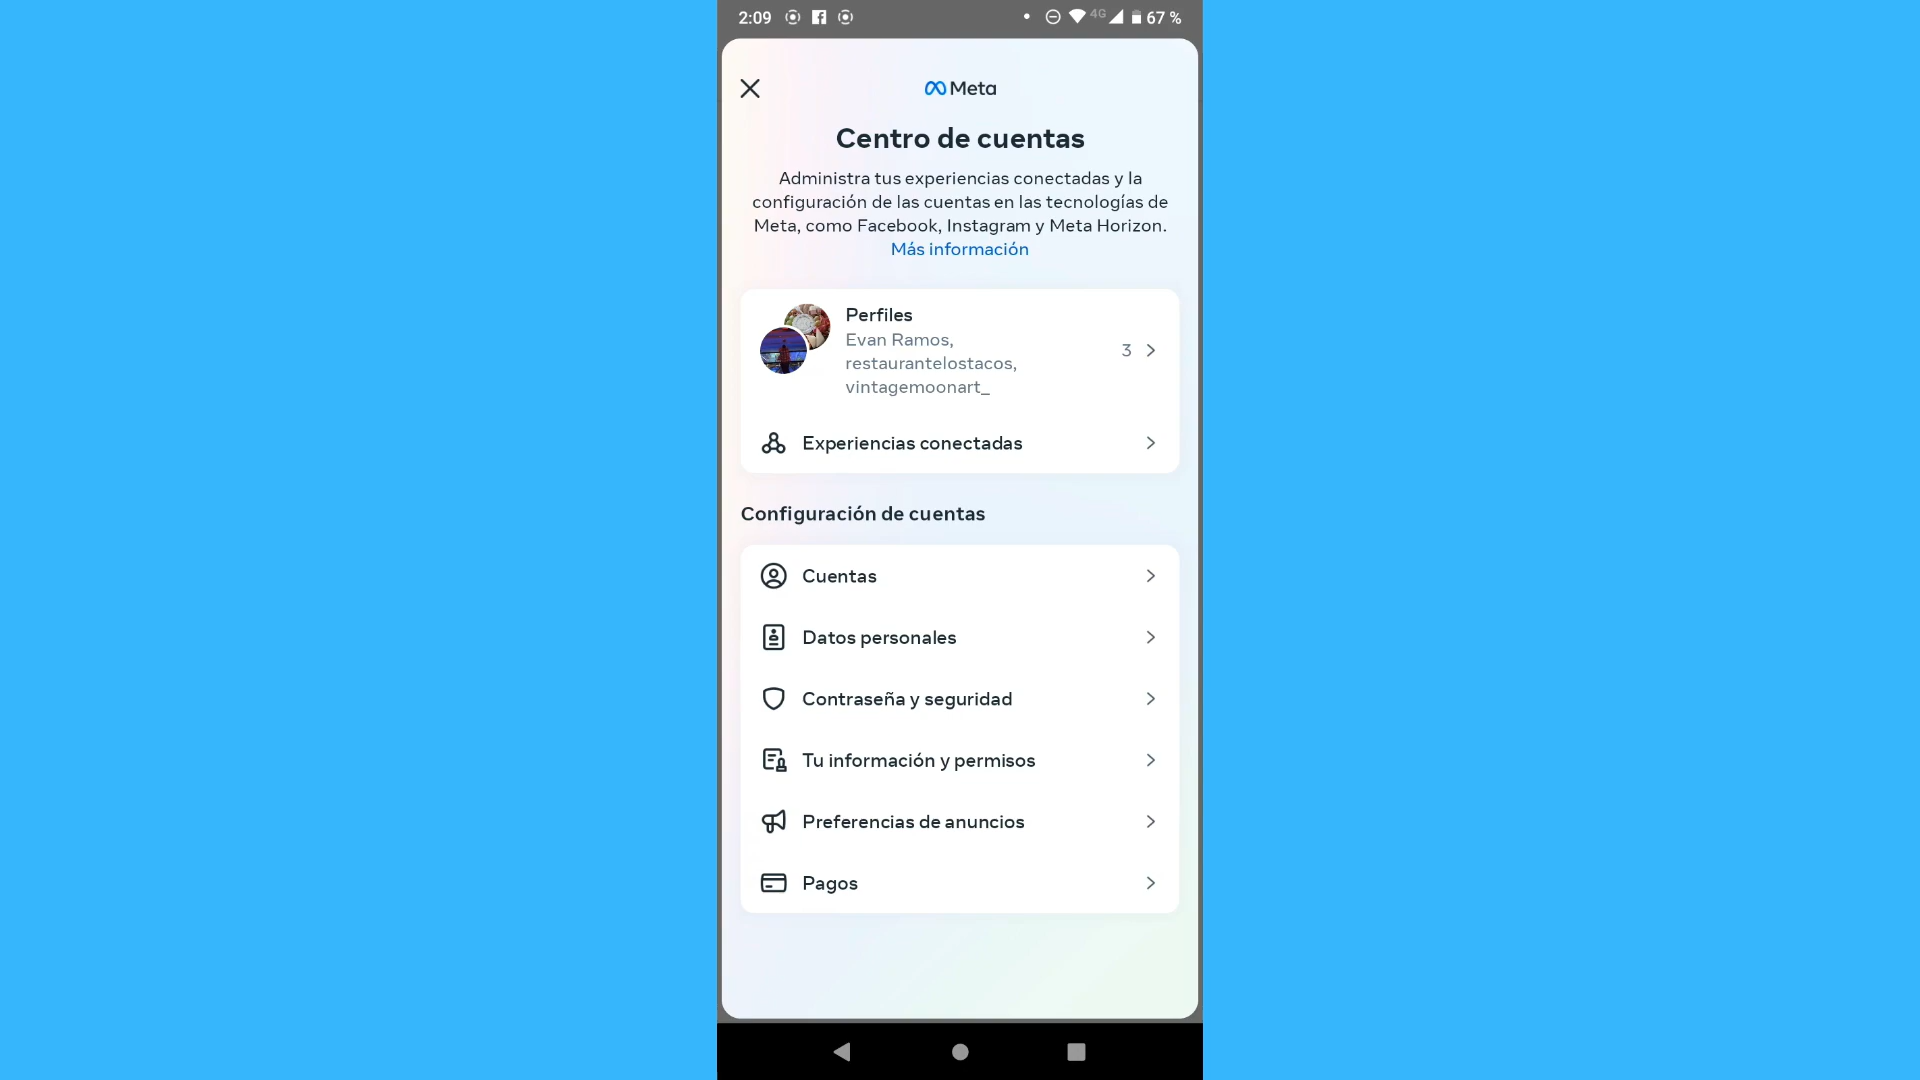 2:09 4G 67 %
Meta
Centro de cuentas
Administra tus experiencias conectadas y la
configuración de las cuentas en las tecnologías de
Meta, como Facebook, Instagram y Meta Horizon.
Más información
Perfiles
Evan Ramos,
restaurantelostacos,
vintagemoonart_
3
Experiencias conectadas
Configuración de cuentas
Cuentas
Datos personales
Contraseña y seguridad
Tu información y permisos
Preferencias de anuncios
Pagos